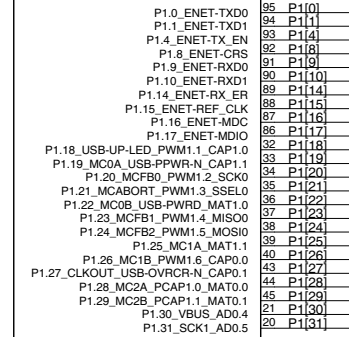 P1.0_ENET-TXD0 95 P1[0]
P1.1_ENET-TXD1 94 P1[1]
P1.4_ENET-TX_EN 93 P1[4]
P1.8_ENET-CRS 92 P1[8]
P1.9_ENET-RXD0 91 P1[9]
P1.10_ENET-RXD1 90 P1[10]
P1.14_ENET-RX_ER 89 P1[14]
P1.15_ENET-REF_CLK 88 P1[15]
P1.16_ENET-MDC 87 P1[16]
P1.17_ENET-MDIO 86 P1[17]
P1.18_USB-UP-LED_PWM1.1_CAP1.0 32 P1[18]
P1.19_MC0A_USB-PPWR-N_CAP1.1 33 P1[19]
P1.20_MCFB0_PWM1.2_SCK0 34 P1[20]
P1.21_MCABORT_PWM1.3_SSEL0 35 P1[21]
P1.22_MC0B_USB-PWRD_MAT1.0 36 P1[22]
P1.23_MCFB1_PWM1.4_MISO0 37 P1[23]
P1.24_MCFB2_PWM1.5_MOSI0 38 P1[24]
P1.25_MC1A_MAT1.1 39 P1[25]
P1.26_MC1B_PWM1.6_CAP0.0 40 P1[26]
P1.27_CLKOUT_USB-OVRCR-N_CAP0.1 43 P1[27]
P1.28_MC2A_PCAP1.0_MAT0.0 44 P1[28]
P1.29_MC2B_PCAP1.1_MAT0.1 45 P1[29]
P1.30_VBUS_AD0.4 21 P1[30]
P1.31_SCK1_AD0.5 20 P1[31]